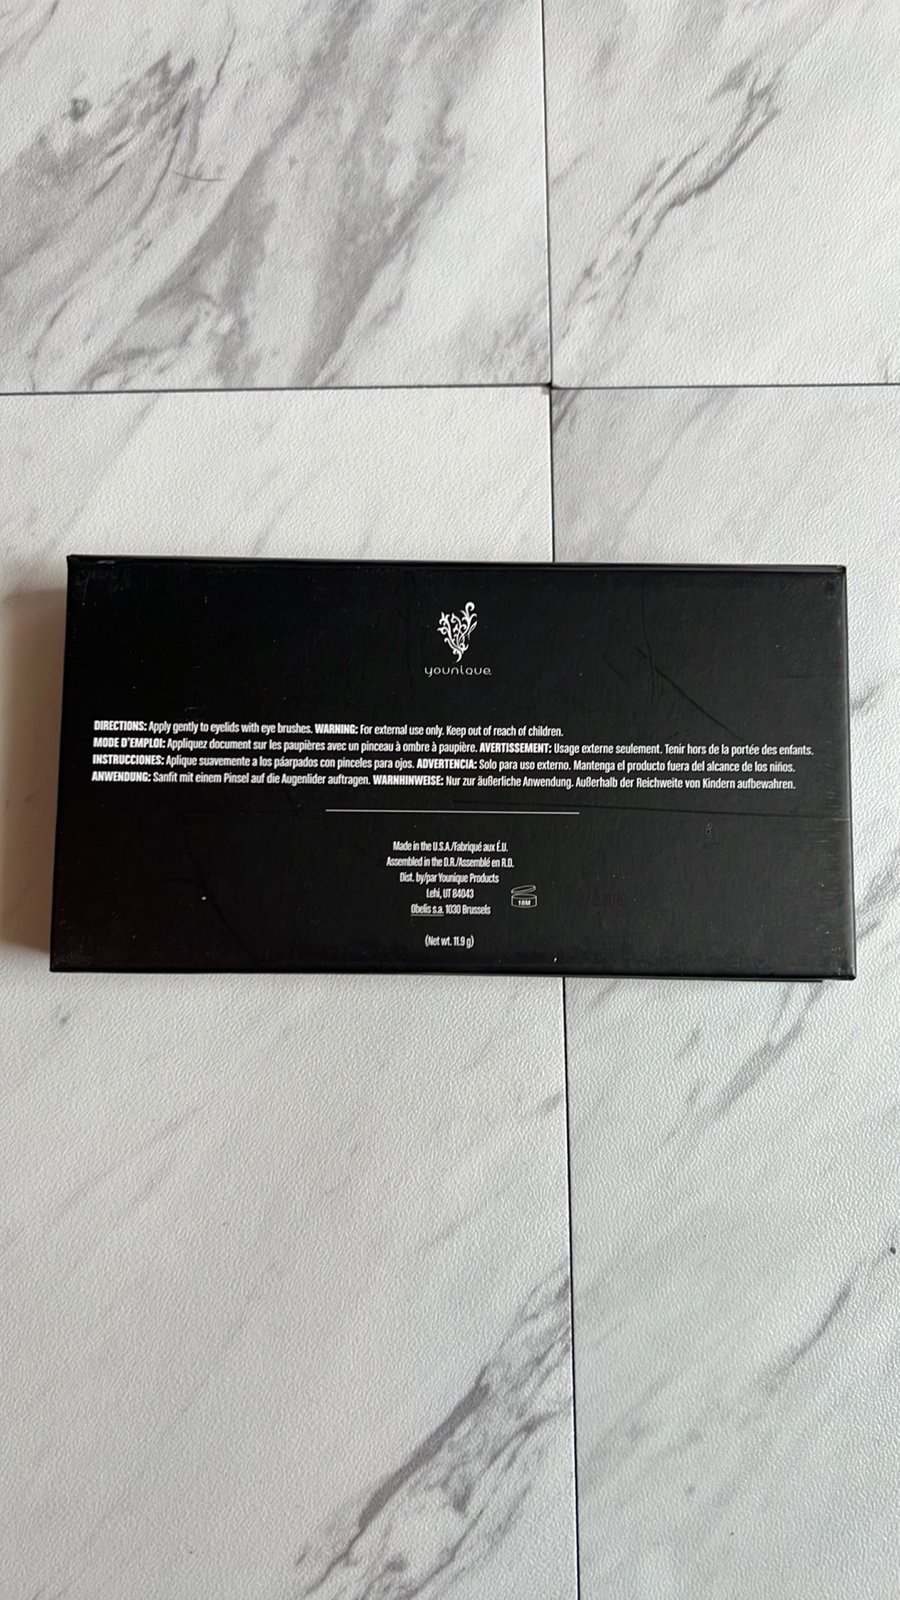 younique
DIRECTIONS: Apply gently to eyelids with eye brushes. WARNING: For external use only. Keep out of reach of children.
MODE D'EMPLOI: Appliquez document sur les paupières avec un pinceau à ombre à paupière. AVERTISSEMENT: Usage externe seulement. Tenir hors de la portée des enfants.
INSTRUCCIONES: Aplique suavemente a los páarpados con pinceles para ojos. ADVERTENCIA: Solo para uso externo. Mantenga el producto fuera del alcance de los niños.
ANWENDUNG: Sanfit mit einem Pinsel auf die Augenlider auftragen. WARNHINWEISE: Nur zur äußerliche Anwendung. Außerhalb der Reichweite von Kindern aufbewahren.
Made in the U.S.A./Fabriqué aux É.U.
Assembled in the D.R./Assemblé en R.D.
Dist. by/par Younique Products
Lehi, UT 84043
Obelis s.a. 1030 Brussels
18M
(Net wt. 11.9 g)